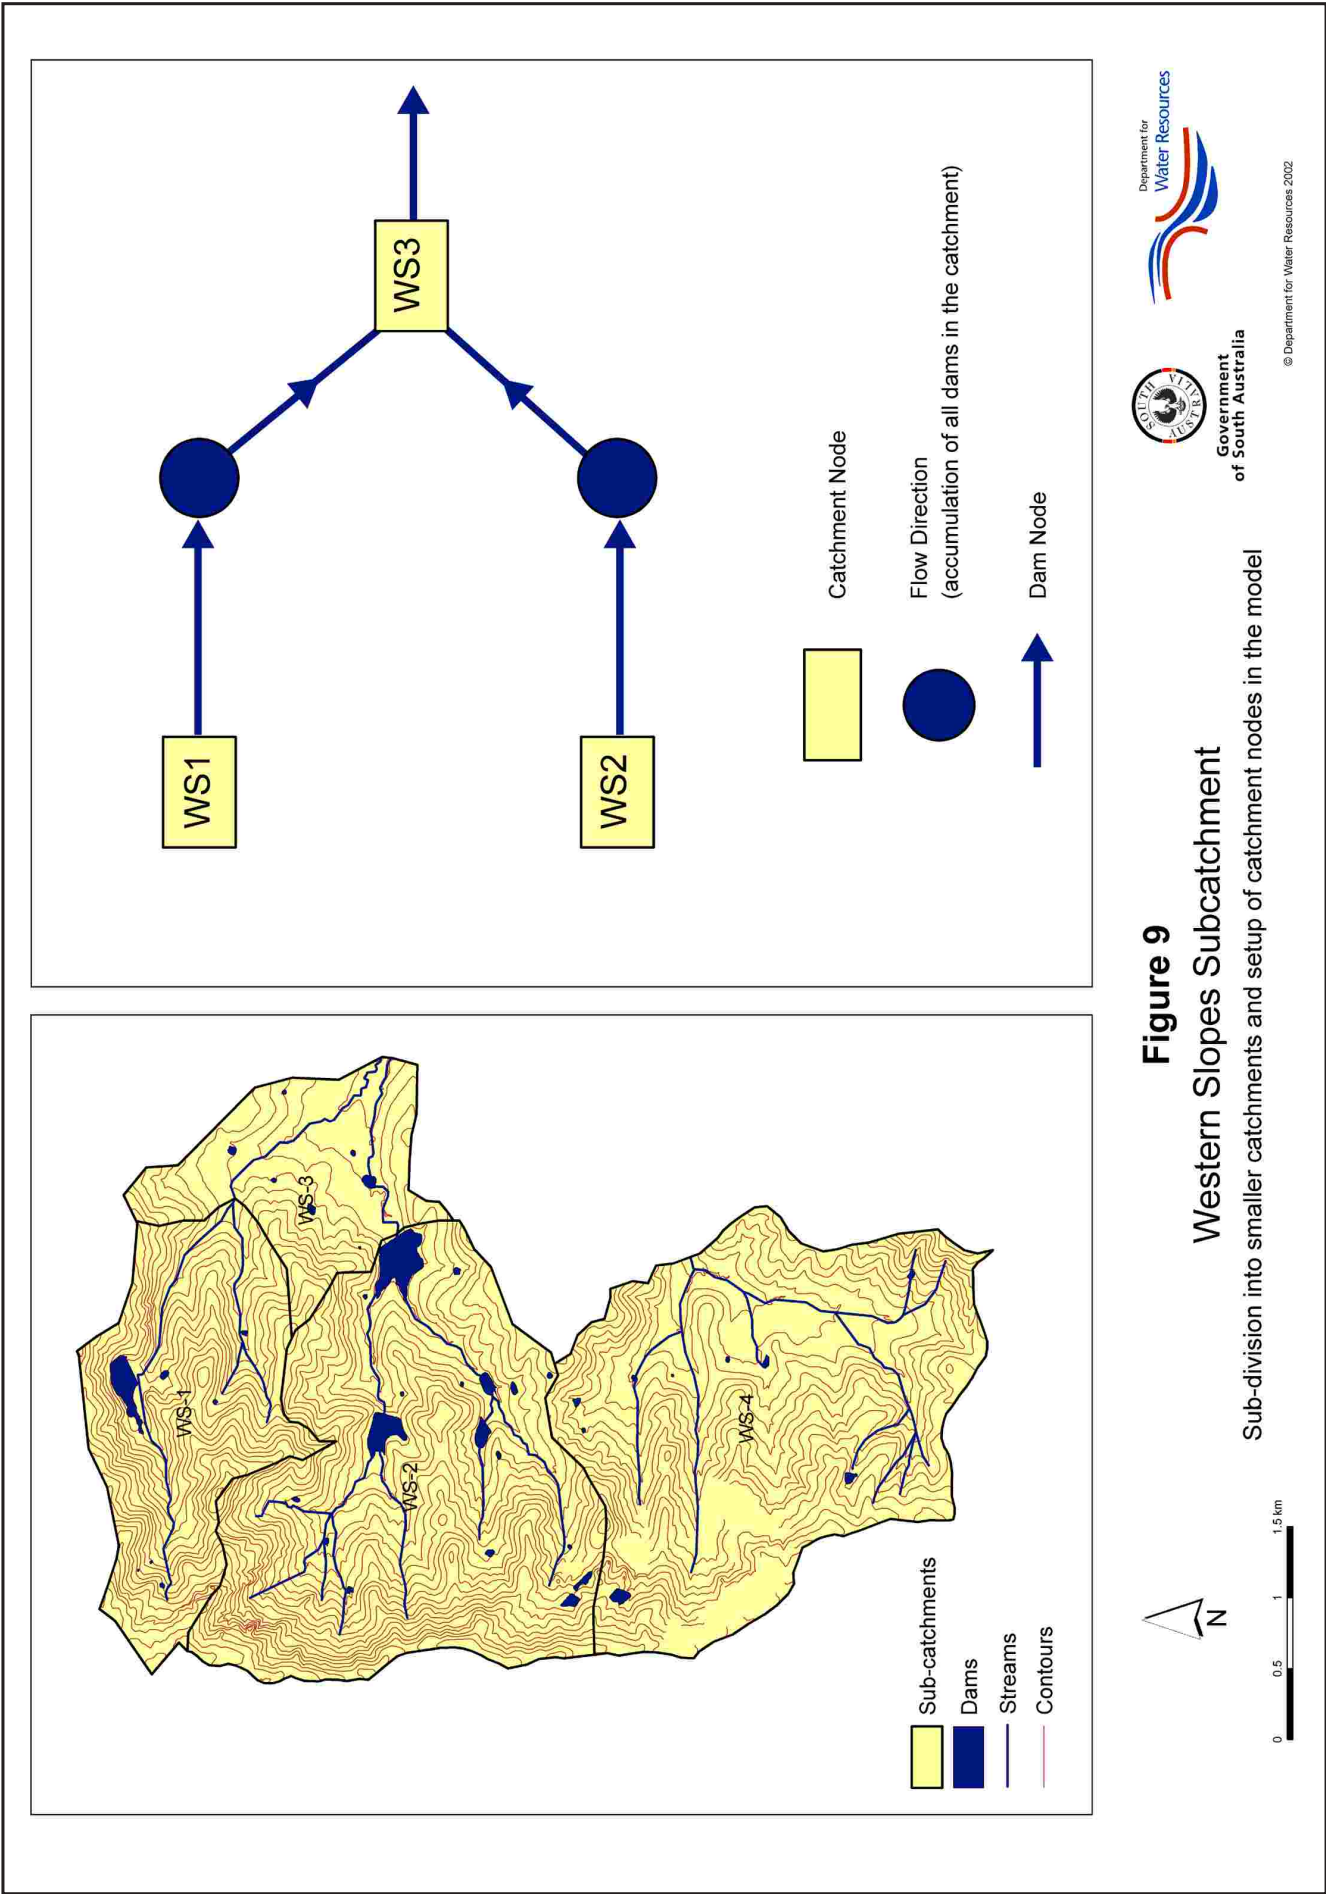 WS-1
WS-2
WS-3
WS-4
Sub-catchments
Dams
Streams
Contours
WS1
WS2
WS3
Catchment Node
Flow Direction
(accumulation of all dams in the catchment)
Dam Node
N
0 0.5 1 1.5 km
Figure 9
Western Slopes Subcatchment
Sub-division into smaller catchments and setup of catchment nodes in the model
SOUTH AUSTRALIA
Government
of South Australia
Department for
Water Resources
© Department for Water Resources 2002